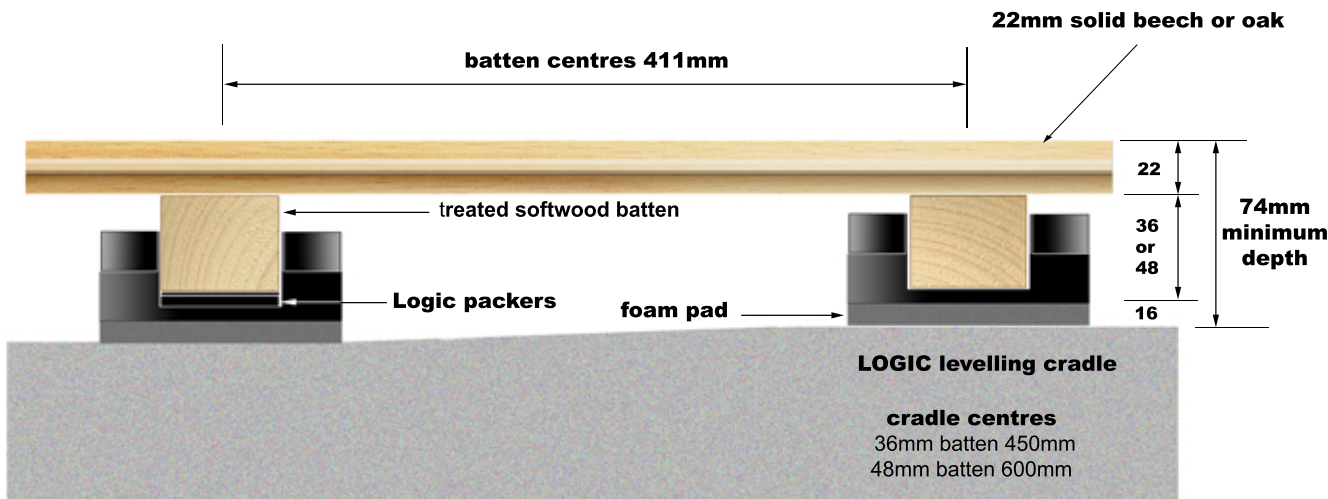 22mm solid beech or oak
batten centres 411mm
22
treated softwood batten
36
or
48
74mm
minimum
depth
Logic packers
foam pad
16
LOGIC levelling cradle
cradle centres
36mm batten 450mm
48mm batten 600mm